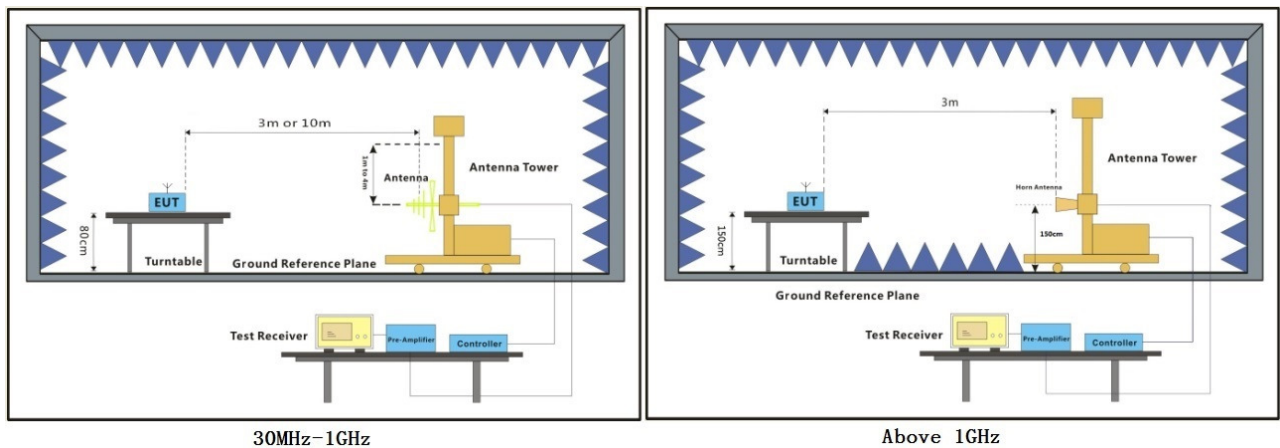 3m or 10m
1m to 4m
Antenna
Antenna Tower
EUT
80cm
Turntable
Ground Reference Plane
Test Receiver
Pre-Amplifier
Controller
30MHz-1GHz
3m
Antenna Tower
Horn Antenna
EUT
150cm
150cm
Turntable
Ground Reference Plane
Test Receiver
Pre-Amplifier
Controller
Above 1GHz